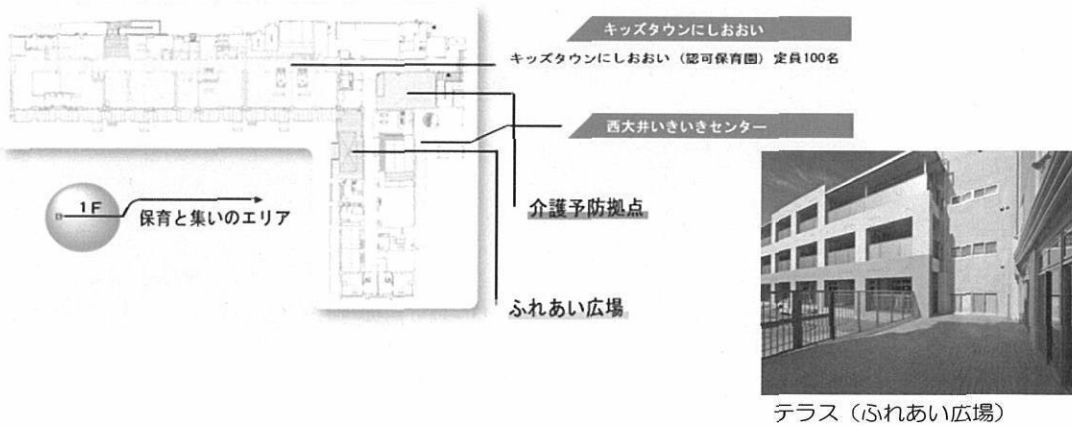 キッズタウンにしおおい
キッズタウンにしおおい（認可保育園）定員100名
西大井いきいきセンター
1F
保育と集いのエリア
介護予防拠点
ふれあい広場
テラス（ふれあい広場）